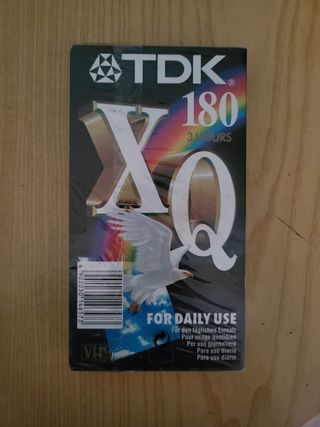 TDK®
XQ
180
3 HOURS
FOR DAILY USE
Für den täglichen Einsatz
Pour usage quotidien
Per uso giornaliero
Para uso diario
Para uso diário
VHS